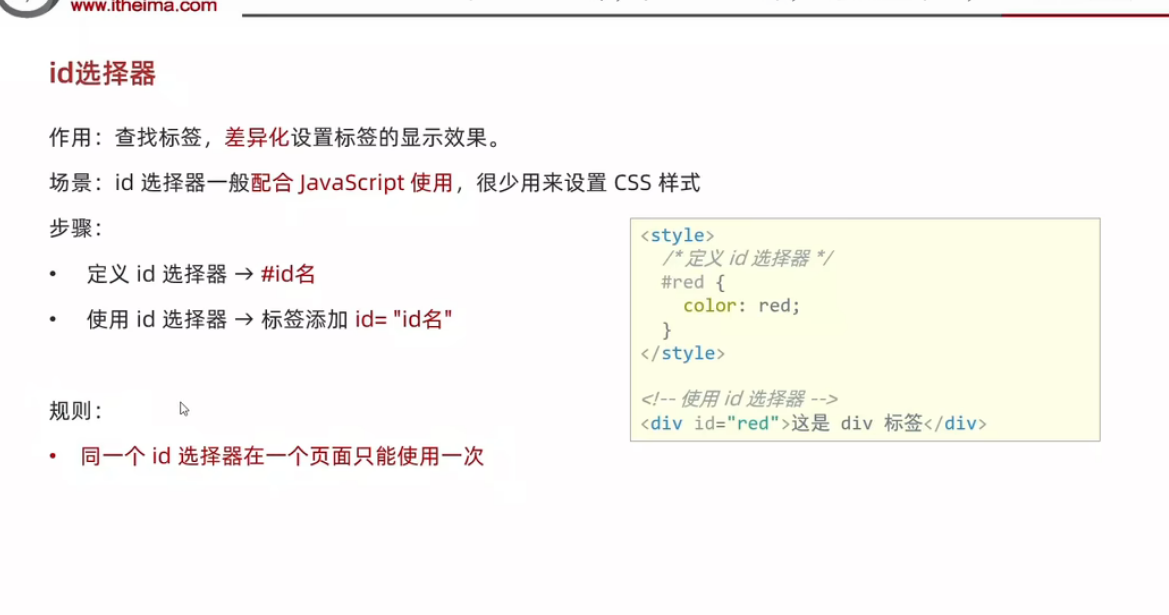 www.itheima.com
id选择器
作用：查找标签，差异化设置标签的显示效果。
场景：id 选择器一般配合 JavaScript 使用，很少用来设置 CSS 样式
步骤：
• 定义 id 选择器 → #id名
• 使用 id 选择器 → 标签添加 id= "id名"
规则：
• 同一个 id 选择器在一个页面只能使用一次
<style>
/* 定义 id 选择器 */
#red {
color: red;
}
</style>
<!-- 使用 id 选择器 -->
<div id="red">这是 div 标签</div>